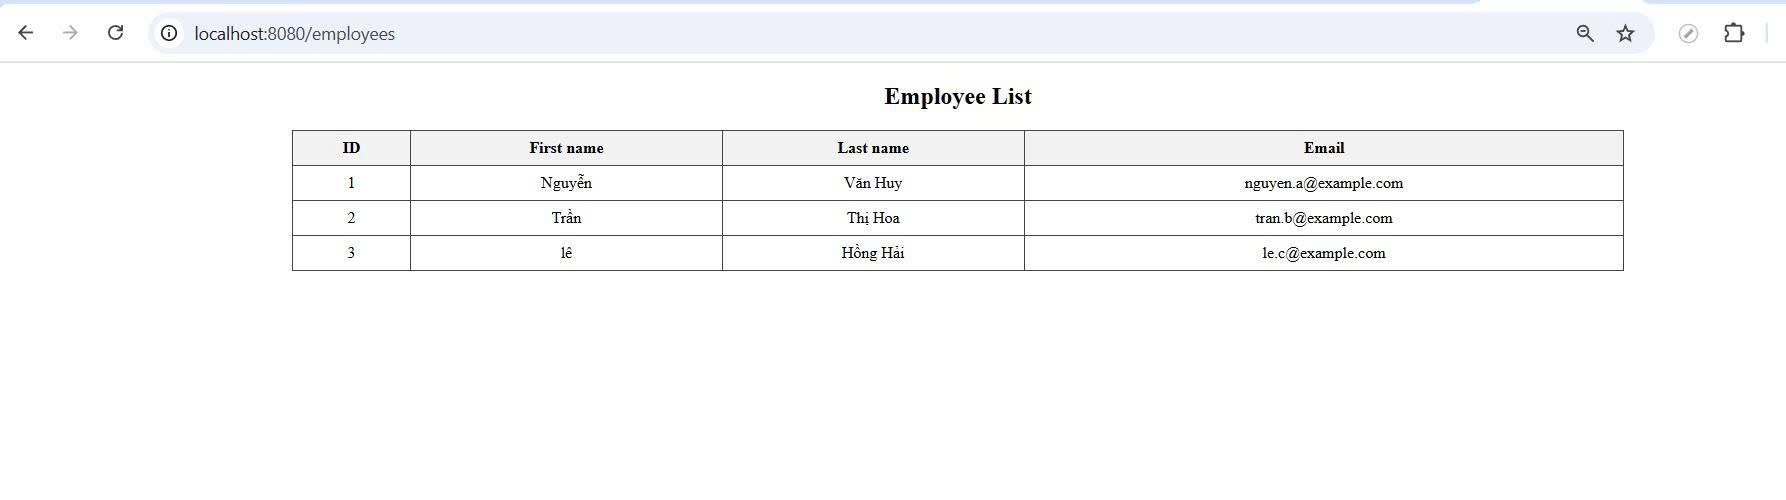 localhost:8080/employees
Employee List
ID First name Last name Email
1 Nguyễn Văn Huy nguyen.a@example.com
2 Trần Thị Hoa tran.b@example.com
3 lê Hồng Hải le.c@example.com